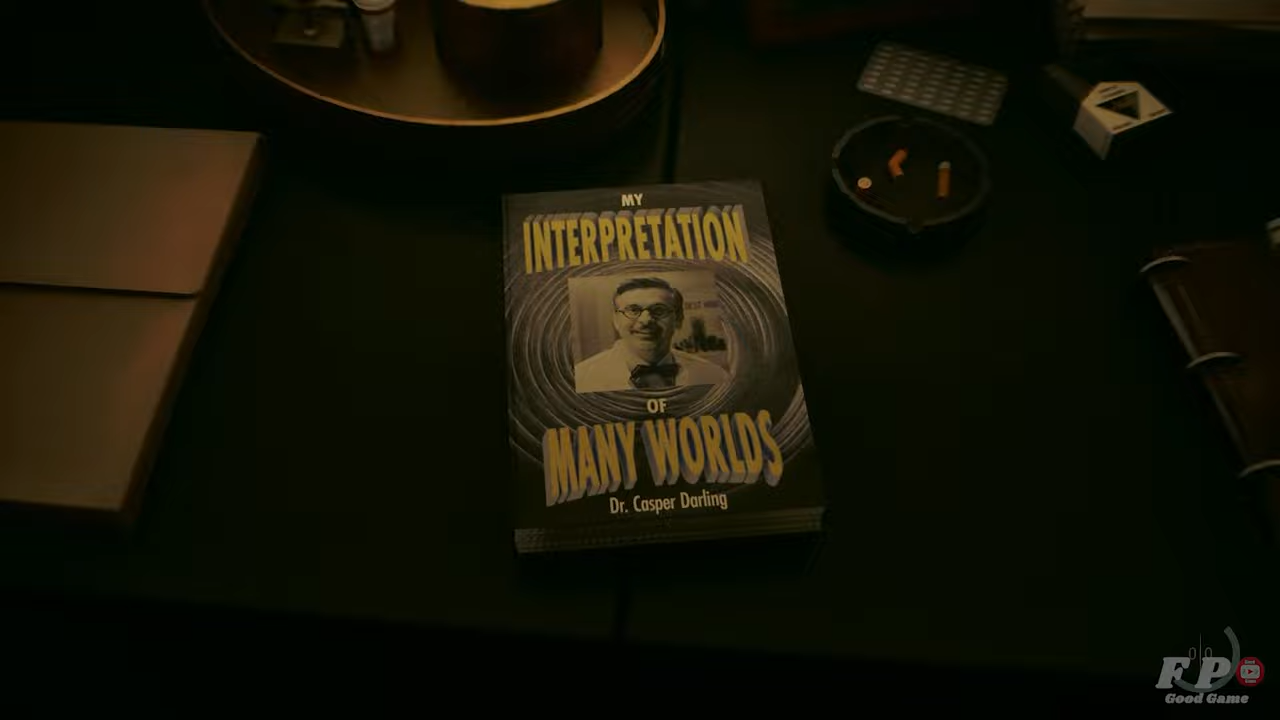 MY
INTERPRETATION
OF
MANY WORLDS
Dr. Casper Darling
FP
Good Game